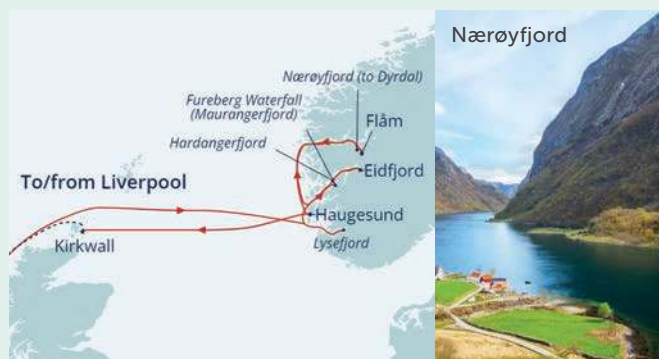 Nærøyfjord
Nærøyfjord (to Dyrdal)
Fureberg Waterfall
(Maurangerfjord)
Flåm
Hardangerfjord
Eidfjord
To/from Liverpool
Haugesund
Lysefjord
Kirkwall